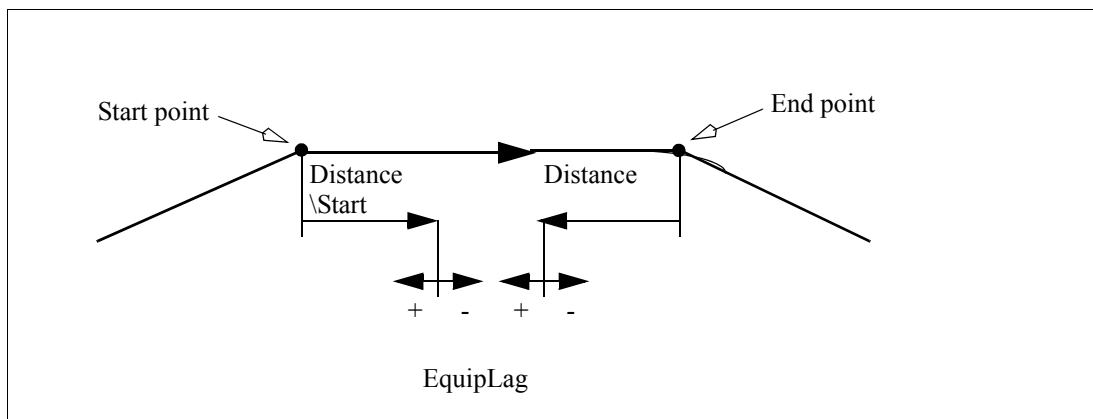 Start point
End point
Distance
\Start
Distance
+ - + -
EquipLag